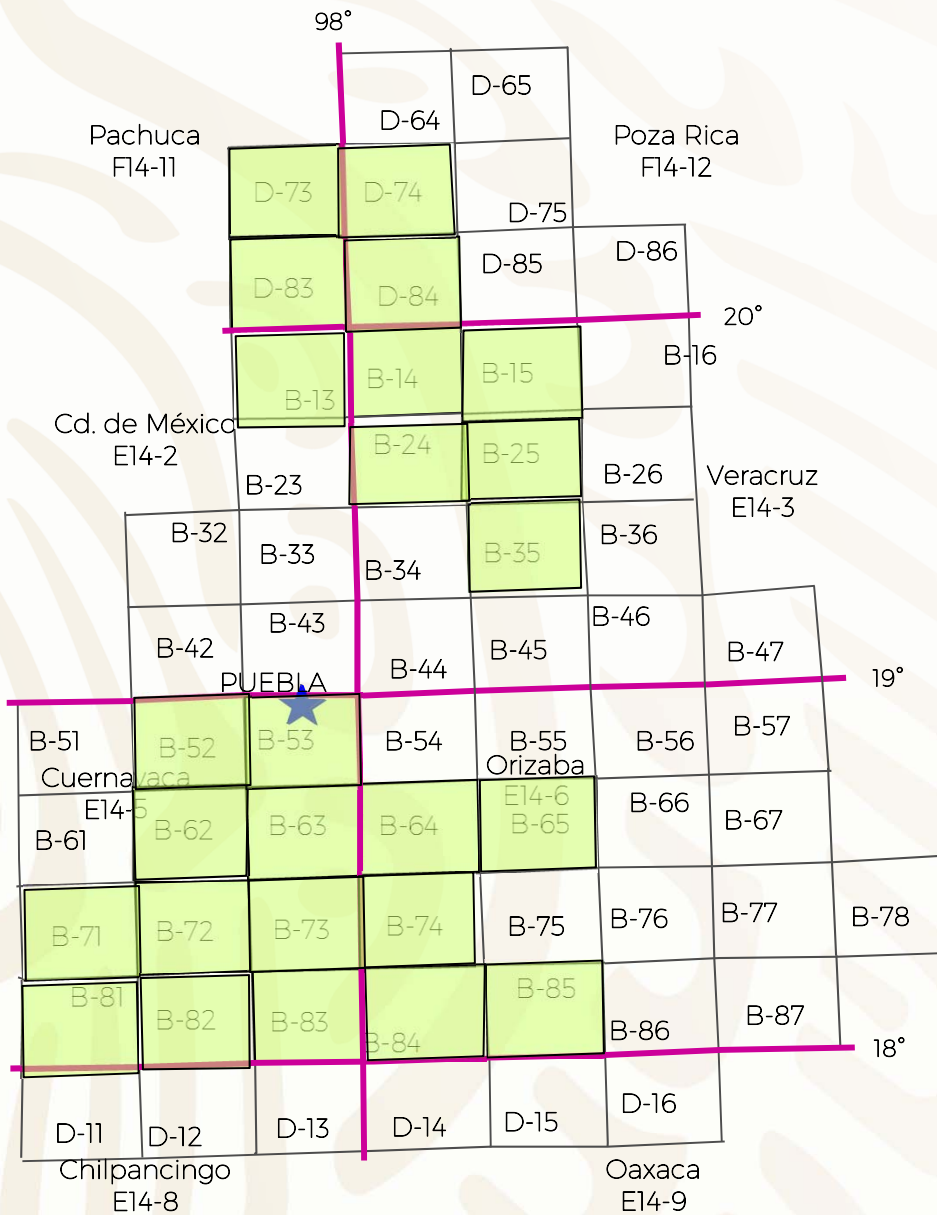 98°
D-65
D-64
Pachuca
F14-11
Poza Rica
F14-12
D-73
D-74
D-75
D-83
D-84
D-85
D-86
20°
B-13
B-14
B-15
B-16
Cd. de México
E14-2
B-23
B-24
B-25
B-26
Veracruz
E14-3
B-32
B-33
B-34
B-35
B-36
B-42
B-43
B-44
B-45
B-46
B-47
PUEBLA
19°
B-51
B-52
B-53
B-54
B-55
B-56
B-57
Cuernavaca
E14-5
Orizaba
E14-6
B-61
B-62
B-63
B-64
B-65
B-66
B-67
B-71
B-72
B-73
B-74
B-75
B-76
B-77
B-78
B-81
B-82
B-83
B-84
B-85
B-86
B-87
18°
D-11
D-12
D-13
D-14
D-15
D-16
Chilpancingo
E14-8
Oaxaca
E14-9